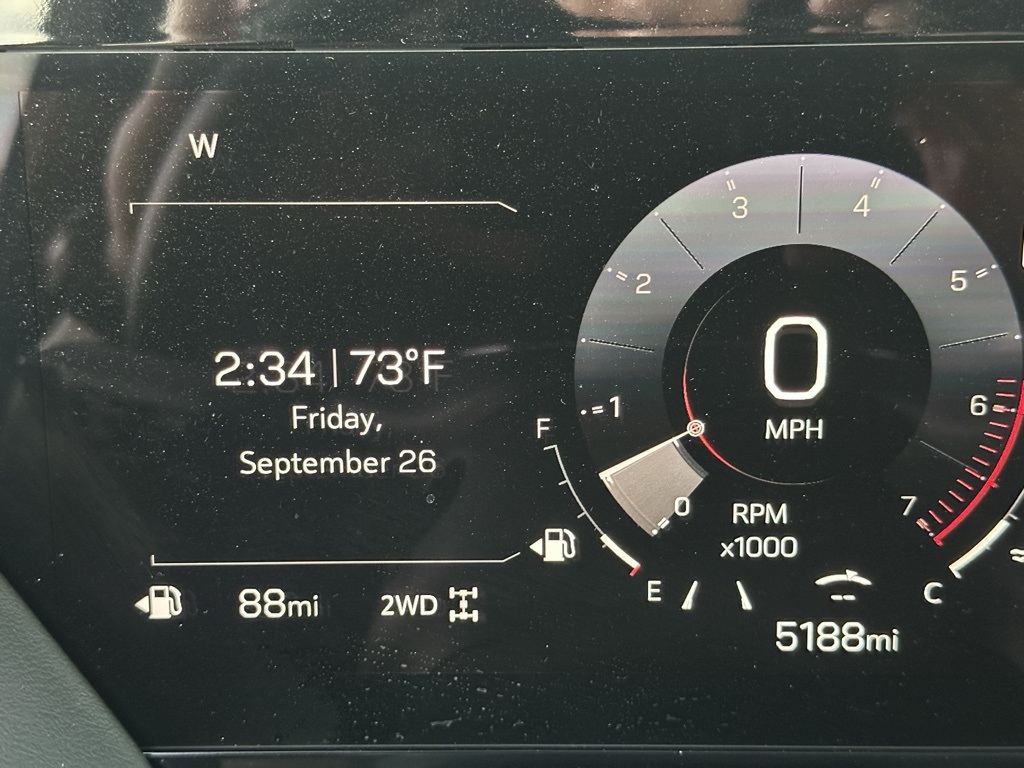 W
2:34 | 73°F
Friday,
September 26
88mi
2WD
F
E
0
1
2
3
4
5
6
7
0
MPH
RPM
x1000
C
5188mi